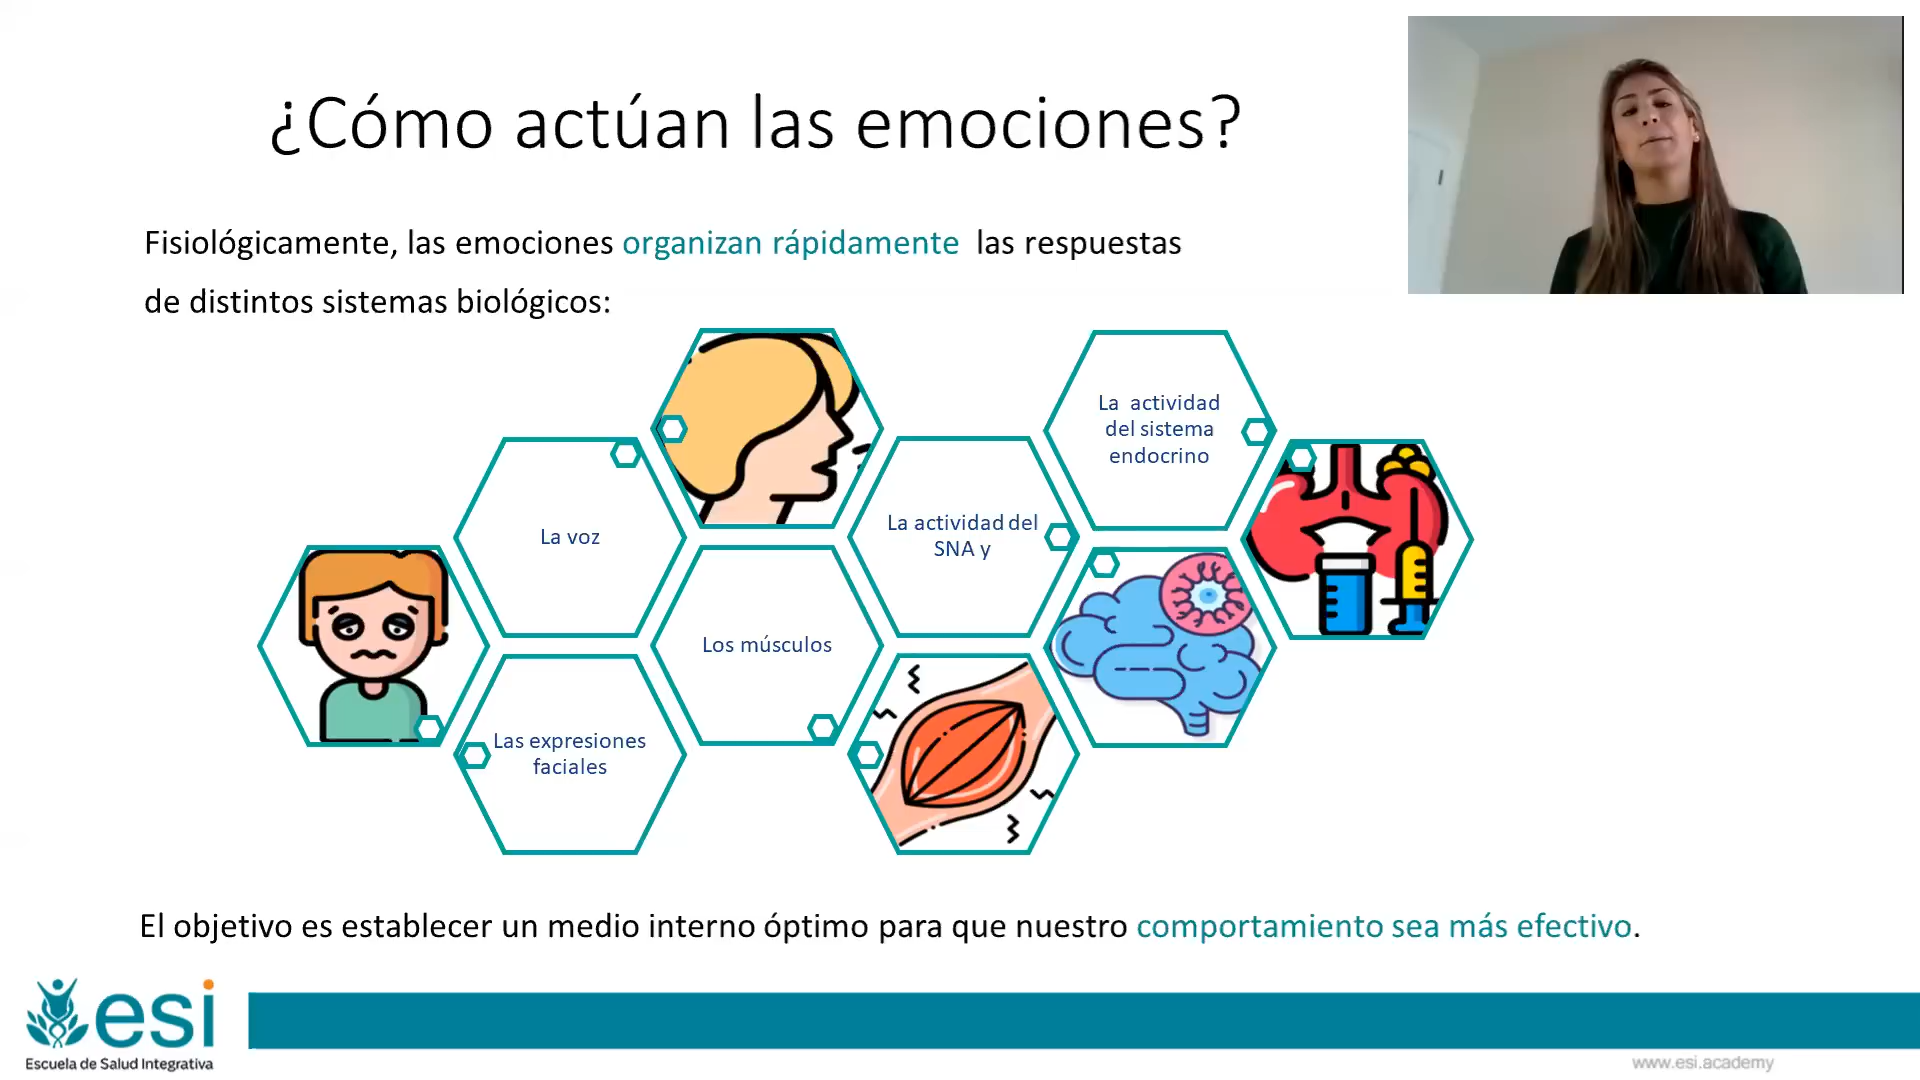 ¿Cómo actúan las emociones?
Fisiológicamente, las emociones organizan rápidamente las respuestas
de distintos sistemas biológicos:
La actividad
del sistema
endocrino
La voz
La actividad del
SNA y
Los músculos
Las expresiones
faciales
El objetivo es establecer un medio interno óptimo para que nuestro comportamiento sea más efectivo.
esi
Escuela de Salud Integrativa
www.esi.academy